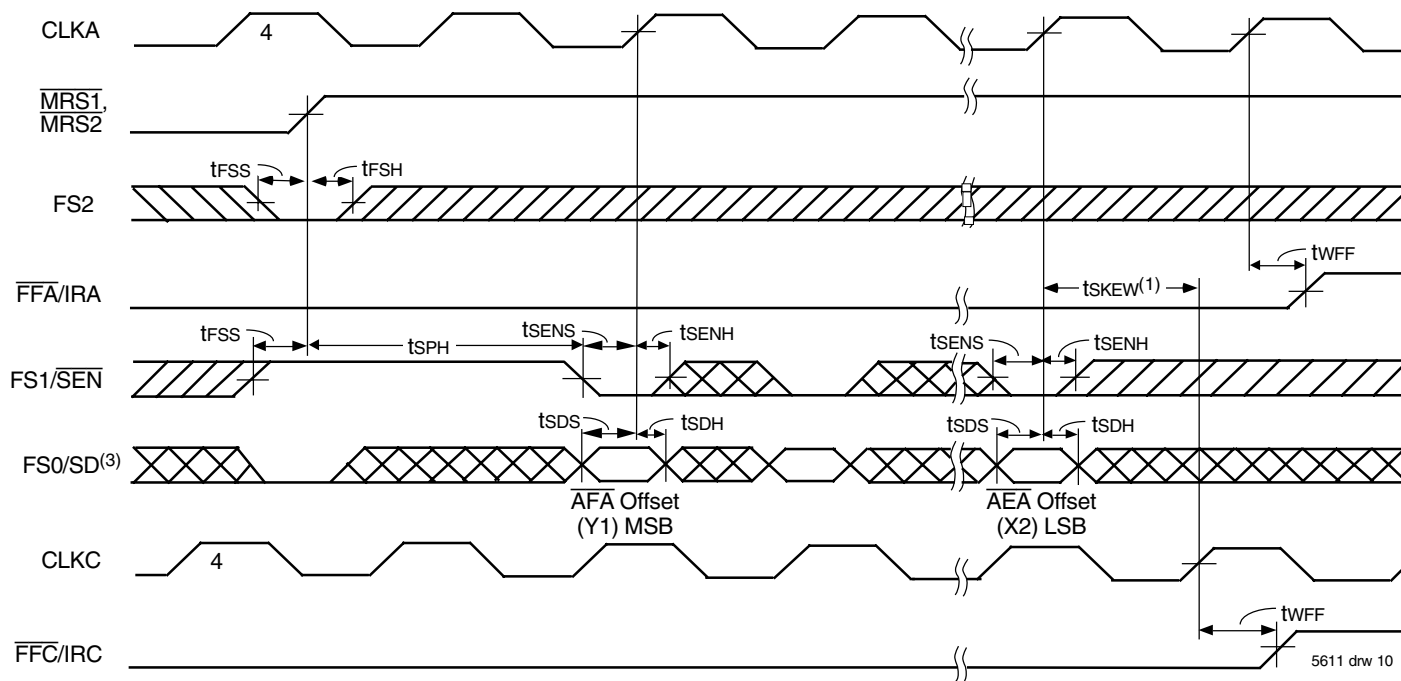 CLKA
4
MRS1,
MRS2
tFSS
tFSH
FS2
tWFF
FFA/IRA
tSKEW(1)
tFSS
tSPH
tSENS
tSENH
tSENS
tSENH
FS1/SEN
tSDS
tSDH
tSDS
tSDH
FS0/SD(3)
AFA Offset
(Y1) MSB
AEA Offset
(X2) LSB
CLKC
4
tWFF
FFC/IRC
5611 drw 10